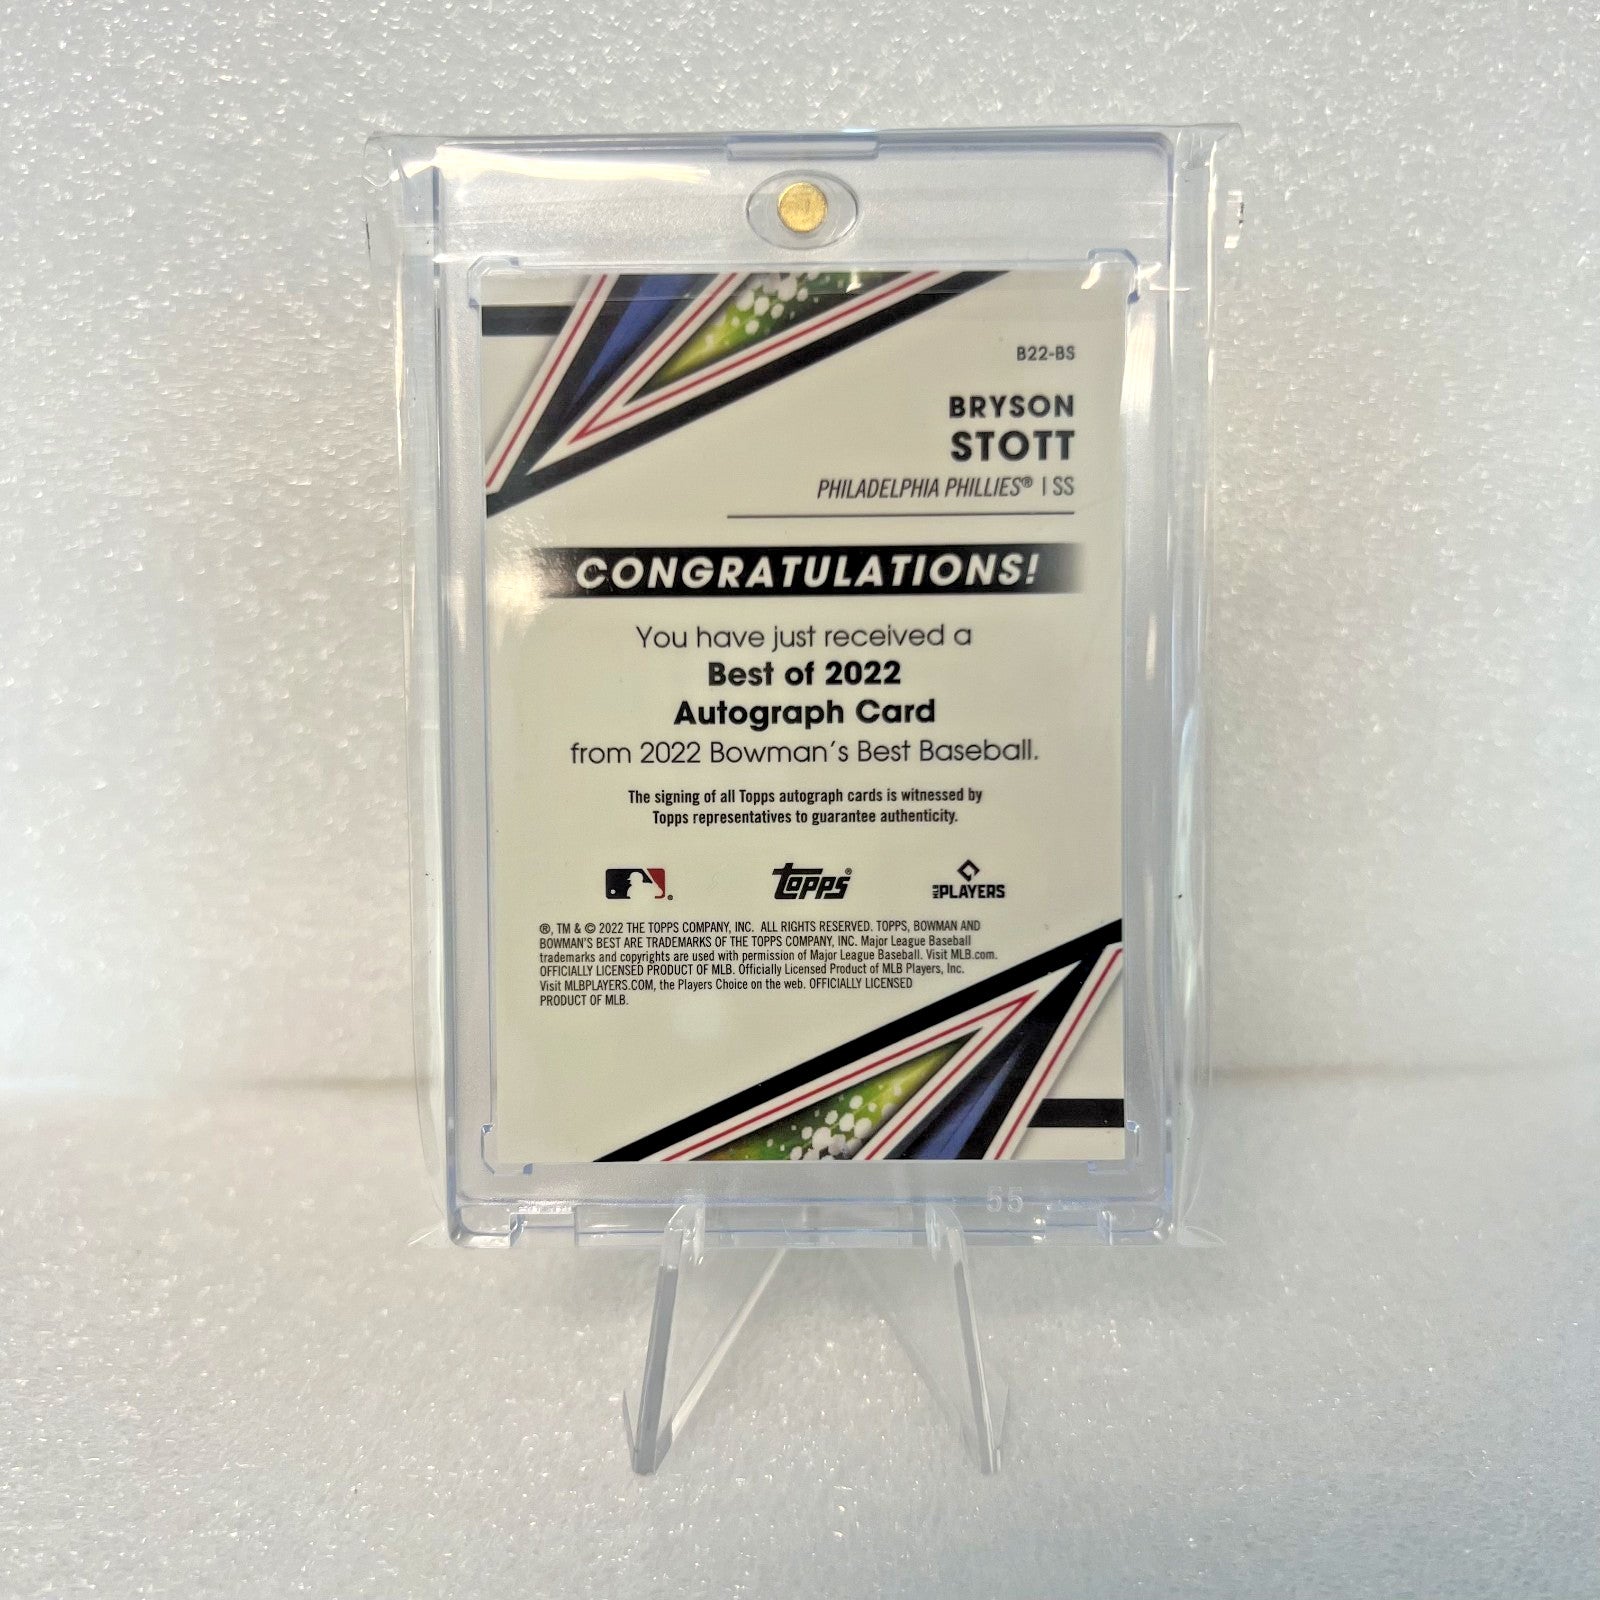 B22-BS
BRYSON
STOTT
PHILADELPHIA PHILLIES® | SS
CONGRATULATIONS!
You have just received a
Best of 2022
Autograph Card
from 2022 Bowman's Best Baseball.
The signing of all Topps autograph cards is witnessed by
Topps representatives to guarantee authenticity.
Topps®
MLB PLAYERS
®, TM & © 2022 THE TOPPS COMPANY, INC. ALL RIGHTS RESERVED. TOPPS, BOWMAN AND
BOWMAN'S BEST ARE TRADEMARKS OF THE TOPPS COMPANY, INC. Major League Baseball
trademarks and copyrights are used with permission of Major League Baseball. Visit MLB.com.
OFFICIALLY LICENSED PRODUCT OF MLB. Officially Licensed Product of MLB Players, Inc.
Visit MLBPLAYERS.COM, the Players Choice on the web. OFFICIALLY LICENSED
PRODUCT OF MLB.
55